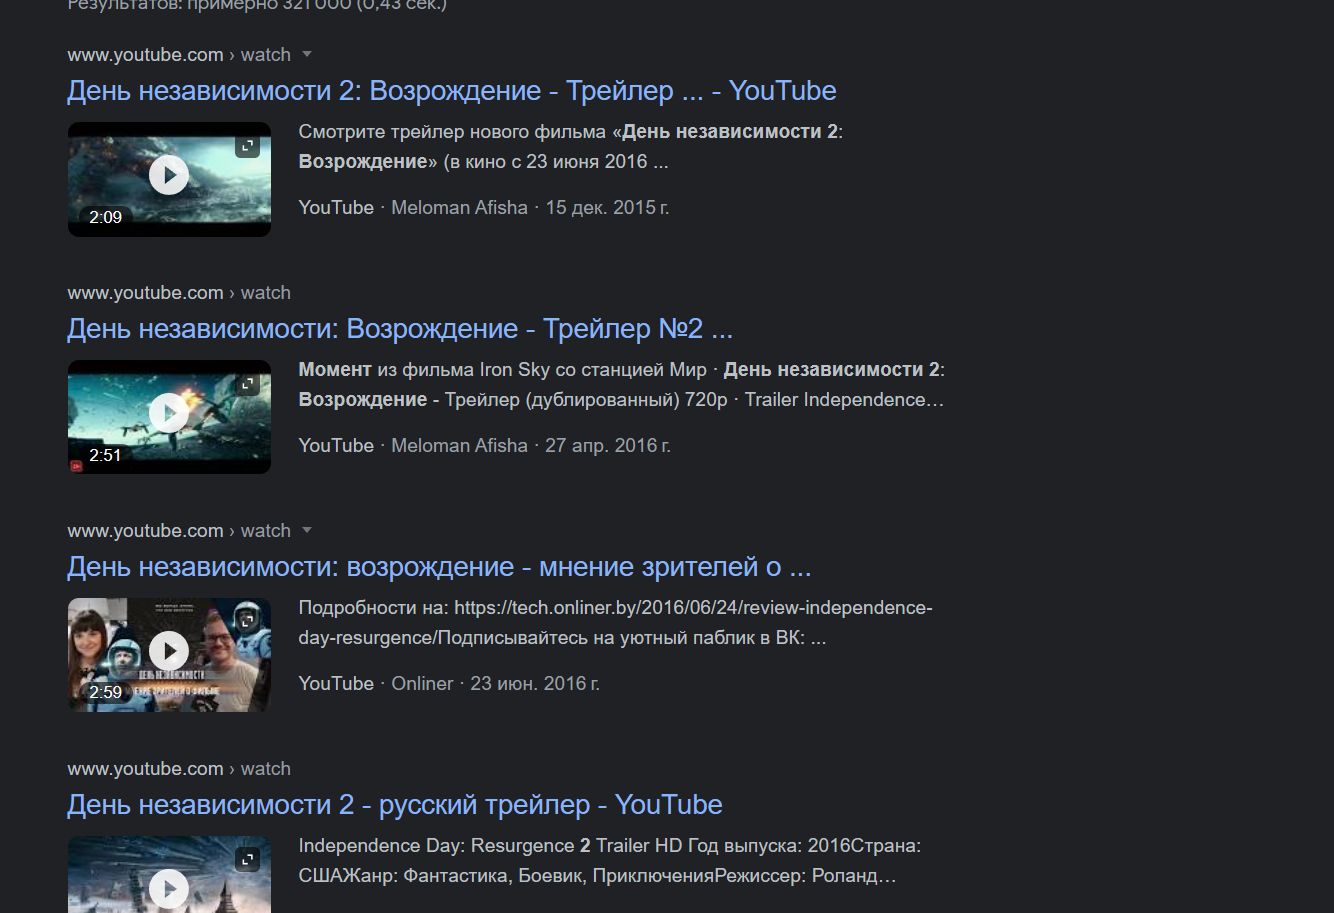 Результатов: примерно 321 000 (0,43 сек.)
www.youtube.com › watch
День независимости 2: Возрождение - Трейлер ... - YouTube
2:09
Смотрите трейлер нового фильма «День независимости 2:
Возрождение» (в кино с 23 июня 2016 ...
YouTube · Meloman Afisha · 15 дек. 2015 г.
www.youtube.com › watch
День независимости: Возрождение - Трейлер №2 ...
2:51
Момент из фильма Iron Sky со станцией Мир · День независимости 2:
Возрождение - Трейлер (дублированный) 720p · Trailer Independence...
YouTube · Meloman Afisha · 27 апр. 2016 г.
www.youtube.com › watch
День независимости: возрождение - мнение зрителей о ...
ДЕНЬ НЕЗАВИСИМОСТИ
МНЕНИЕ ЗРИТЕЛЕЙ О ФИЛЬМЕ
2:59
Подробности на: https://tech.onliner.by/2016/06/24/review-independence-
day-resurgence/Подписывайтесь на уютный паблик в ВК: ...
YouTube · Onliner · 23 июн. 2016 г.
www.youtube.com › watch
День независимости 2 - русский трейлер - YouTube
Independence Day: Resurgence 2 Trailer HD Год выпуска: 2016Страна:
СШАЖанр: Фантастика, Боевик, ПриключенияРежиссер: Роланд...